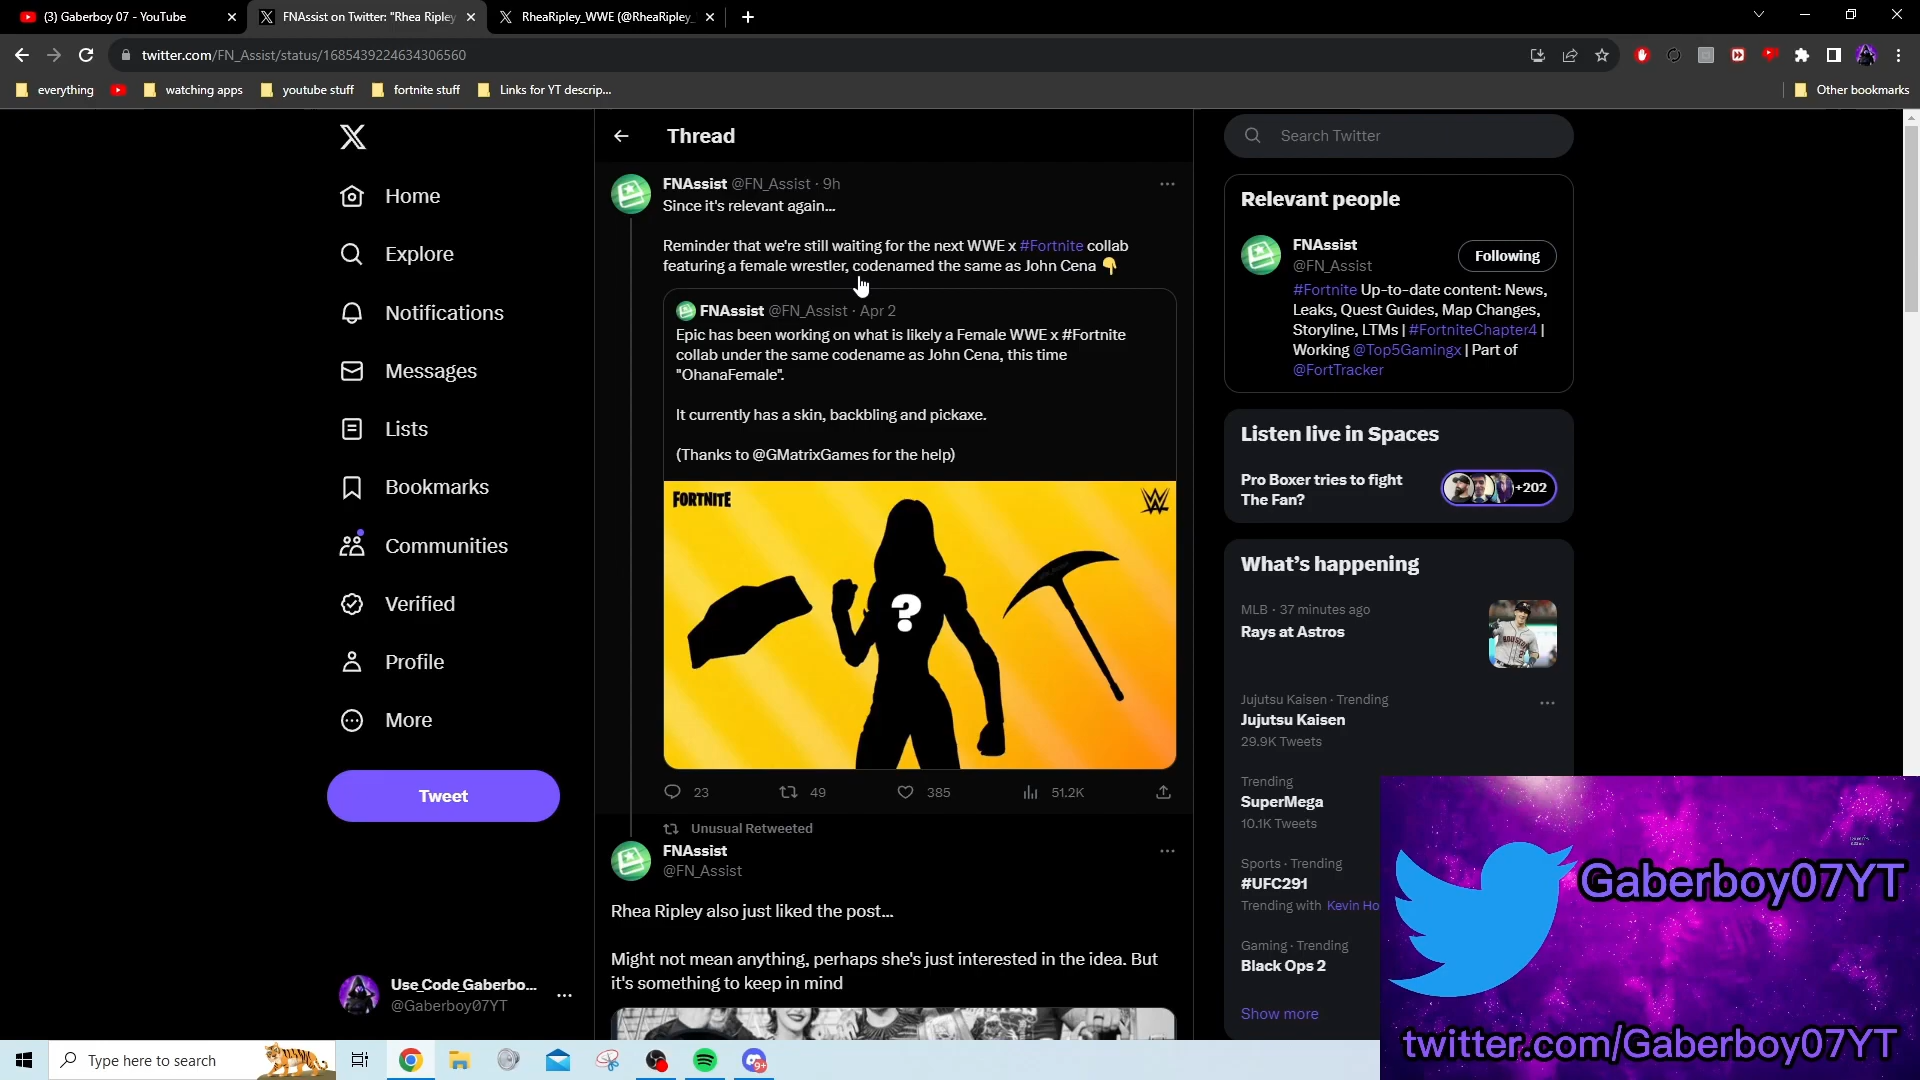 (3) Gaberboy 07 - YouTube
FNAssist on Twitter: "Rhea Ripley
RheaRipley_WWE (@RheaRipley_
twitter.com/FN_Assist/status/1685439224634306560
everything
watching apps
youtube stuff
fortnite stuff
Links for YT descrip...
Other bookmarks
Home
Explore
Notifications
Messages
Lists
Bookmarks
Communities
Verified
Profile
More
Tweet
Use_Code_Gaberbo...
@Gaberboy07YT
Thread
FNAssist @FN_Assist · 9h
Since it's relevant again...
Reminder that we're still waiting for the next WWE x #Fortnite collab
featuring a female wrestler, codenamed the same as John Cena 👇
FNAssist @FN_Assist · Apr 2
Epic has been working on what is likely a Female WWE x #Fortnite
collab under the same codename as John Cena, this time
"OhanaFemale".
It currently has a skin, backbling and pickaxe.
(Thanks to @GMatrixGames for the help)
FORTNITE
W
?
23
49
385
51.2K
Unusual Retweeted
FNAssist
@FN_Assist
Rhea Ripley also just liked the post...
Might not mean anything, perhaps she's just interested in the idea. But
it's something to keep in mind
Search Twitter
Relevant people
FNAssist
@FN_Assist
Following
#Fortnite Up-to-date content: News,
Leaks, Quest Guides, Map Changes,
Storyline, LTMs | #FortniteChapter4 |
Working @Top5Gamingx | Part of
@FortTracker
Listen live in Spaces
Pro Boxer tries to fight
The Fan?
+202
What's happening
MLB · 37 minutes ago
Rays at Astros
Jujutsu Kaisen · Trending
Jujutsu Kaisen
29.9K Tweets
Trending
SuperMega
10.1K Tweets
Sports · Trending
#UFC291
Trending with Kevin Ho
Gaming · Trending
Black Ops 2
Show more
Gaberboy07YT
twitter.com/Gaberboy07YT
Type here to search
9+